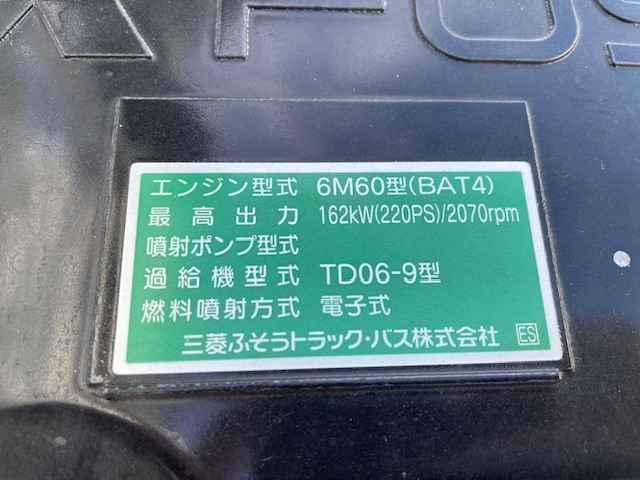 FUS
エンジン型式 6M60型(BAT4)
最高出力 162kW(220PS)/2070rpm
噴射ポンプ型式
過給機型式 TD06-9型
燃料噴射方式 電子式
三菱ふそうトラック・バス株式会社 ES